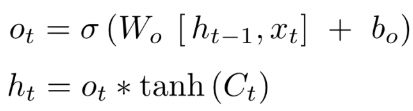 o_t = σ (W_o [h_{t−1}, x_t] + b_o)
h_t = o_t * tanh (C_t)